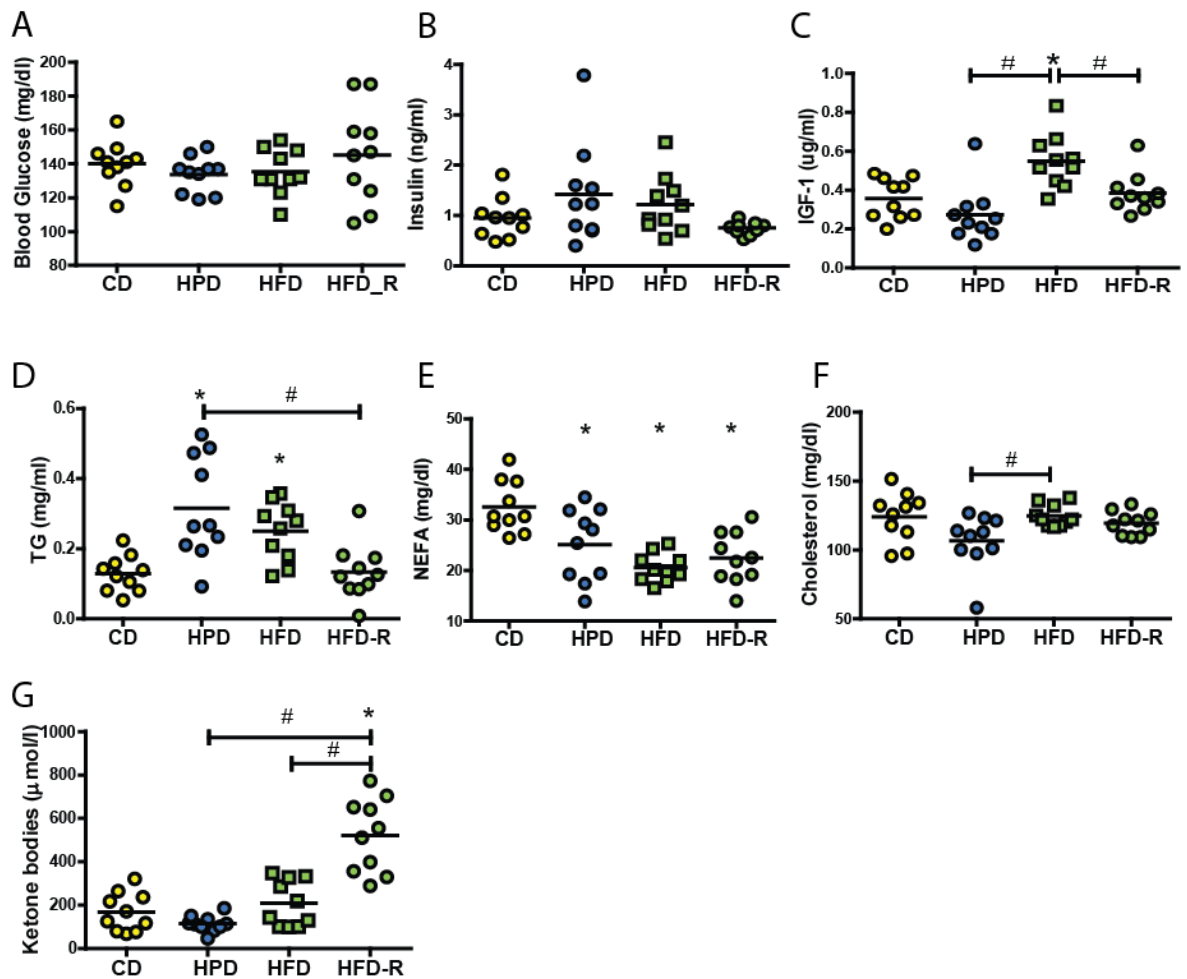 A
Blood Glucose (mg/dl)
200
180
160
140
120
100
80
CD HPD HFD HFD_R
B
Insulin (ng/ml)
4
3
2
1
0
CD HPD HFD HFD-R
C
IGF-1 (ug/ml)
# * #
1.0
0.8
0.6
0.4
0.2
0.0
CD HPD HFD HFD-R
D
TG (mg/ml)
* #
*
0.6
0.4
0.2
0.0
CD HPD HFD HFD-R
E
NEFA (mg/dl)
* * *
50
40
30
20
10
CD HPD HFD HFD-R
F
Cholesterol (mg/dl)
#
200
150
100
50
CD HPD HFD HFD-R
G
Ketone bodies (μmol/l)
# *
#
1000
800
600
400
200
0
CD HPD HFD HFD-R